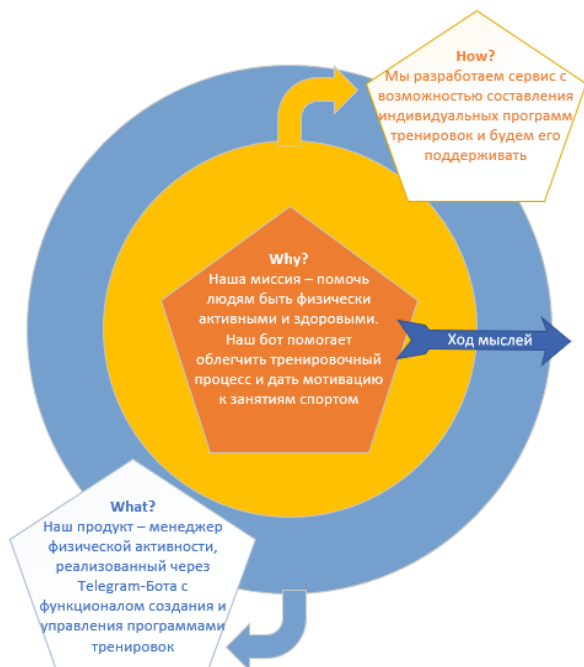 How?
Мы разработаем сервис с
возможностью составления
индивидуальных программ
тренировок и будем его
поддерживать
Why?
Наша миссия – помочь
людям быть физически
активными и здоровыми.
Наш бот помогает
облегчить тренировочный
процесс и дать мотивацию
к занятиям спортом
Ход мыслей
What?
Наш продукт – менеджер
физической активности,
реализованный через
Telegram-Бота с
функционалом создания и
управления программами
тренировок